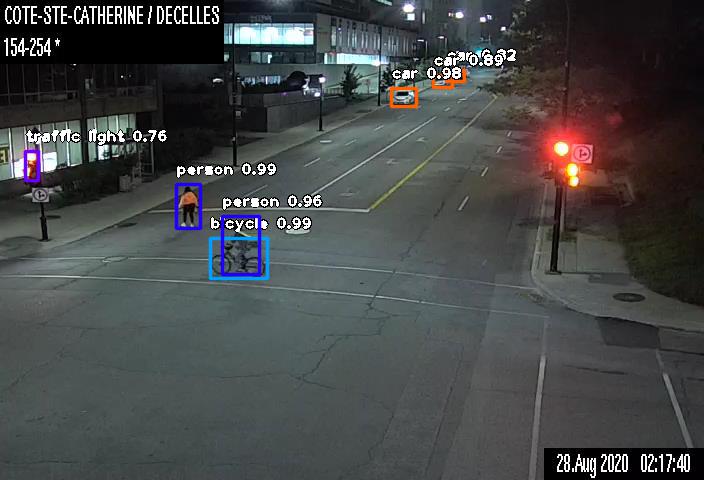 COTE-STE-CATHERINE / DECELLES
154-254 *
car 0.89
car 0.98
traffic light 0.76
person 0.99
person 0.96
bicycle 0.99
28.Aug 2020 02:17:40